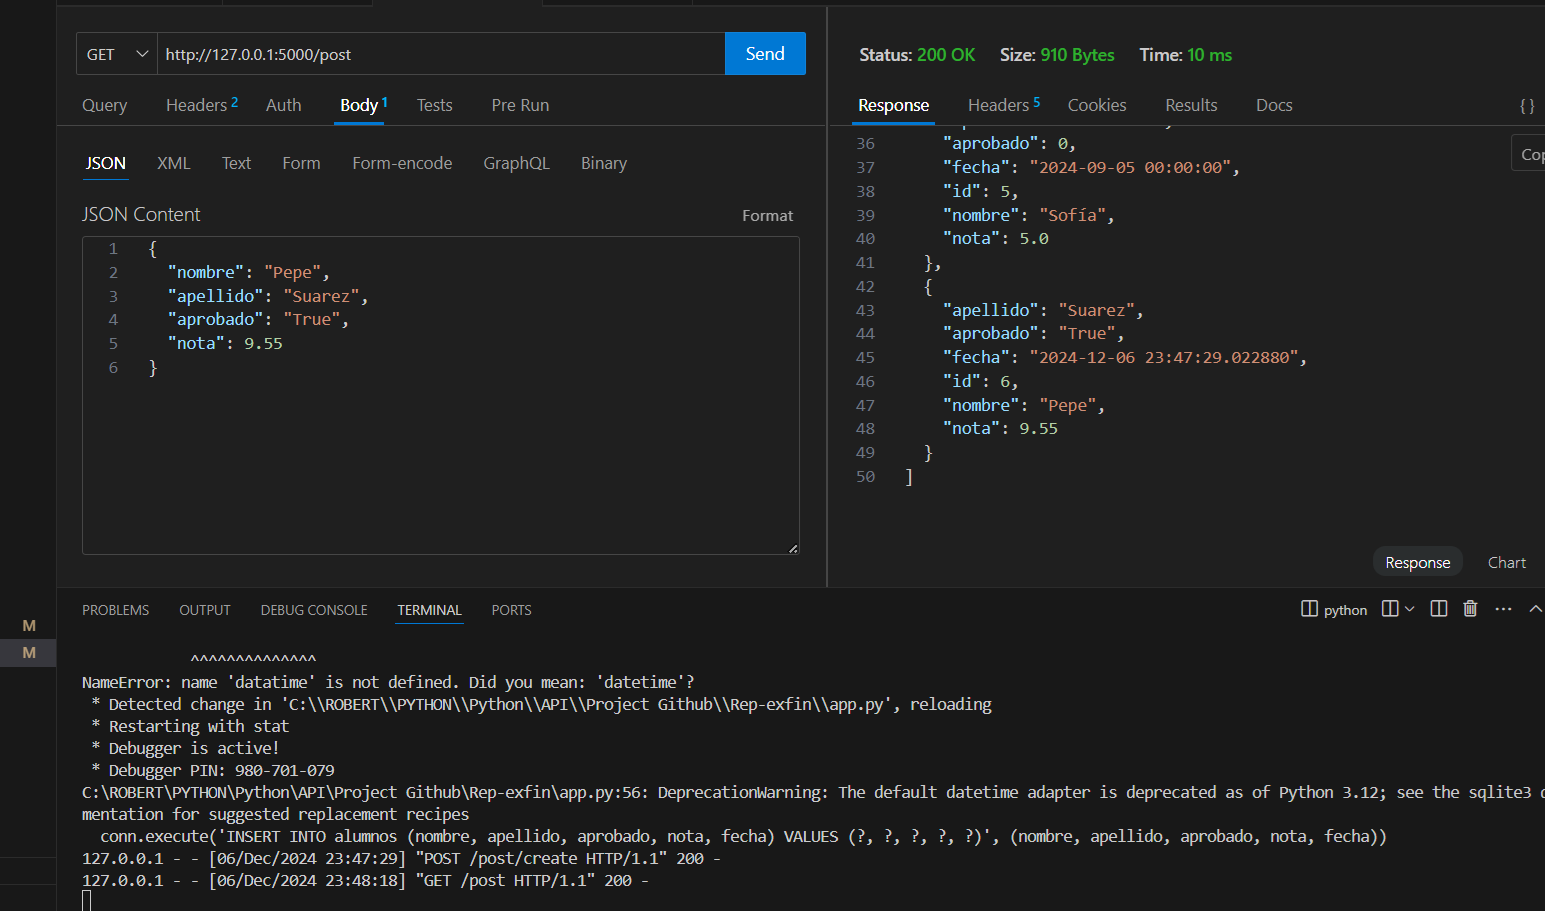 GET http://127.0.0.1:5000/post Send
Status: 200 OK Size: 910 Bytes Time: 10 ms
Query Headers 2 Auth Body 1 Tests Pre Run
Response Headers 5 Cookies Results Docs { }
JSON XML Text Form Form-encode GraphQL Binary
JSON Content Format
1 {
2 "nombre": "Pepe",
3 "apellido": "Suarez",
4 "aprobado": "True",
5 "nota": 9.55
6 }
36 "aprobado": 0,
37 "fecha": "2024-09-05 00:00:00",
38 "id": 5,
39 "nombre": "Sofía",
40 "nota": 5.0
41 },
42 {
43 "apellido": "Suarez",
44 "aprobado": "True",
45 "fecha": "2024-12-06 23:47:29.022880",
46 "id": 6,
47 "nombre": "Pepe",
48 "nota": 9.55
49 }
50 ]
Response Chart
PROBLEMS OUTPUT DEBUG CONSOLE TERMINAL PORTS
python
M
M
^^^^^^^^^^^^^^
NameError: name 'datatime' is not defined. Did you mean: 'datetime'?
* Detected change in 'C:\\ROBERT\\PYTHON\\Python\\API\\Project Github\\Rep-exfin\\app.py', reloading
* Restarting with stat
* Debugger is active!
* Debugger PIN: 980-701-079
C:\ROBERT\PYTHON\Python\API\Project Github\Rep-exfin\app.py:56: DeprecationWarning: The default datetime adapter is deprecated as of Python 3.12; see the sqlite3
mentation for suggested replacement recipes
conn.execute('INSERT INTO alumnos (nombre, apellido, aprobado, nota, fecha) VALUES (?, ?, ?, ?, ?)', (nombre, apellido, aprobado, nota, fecha))
127.0.0.1 - - [06/Dec/2024 23:47:29] "POST /post/create HTTP/1.1" 200 -
127.0.0.1 - - [06/Dec/2024 23:48:18] "GET /post HTTP/1.1" 200 -